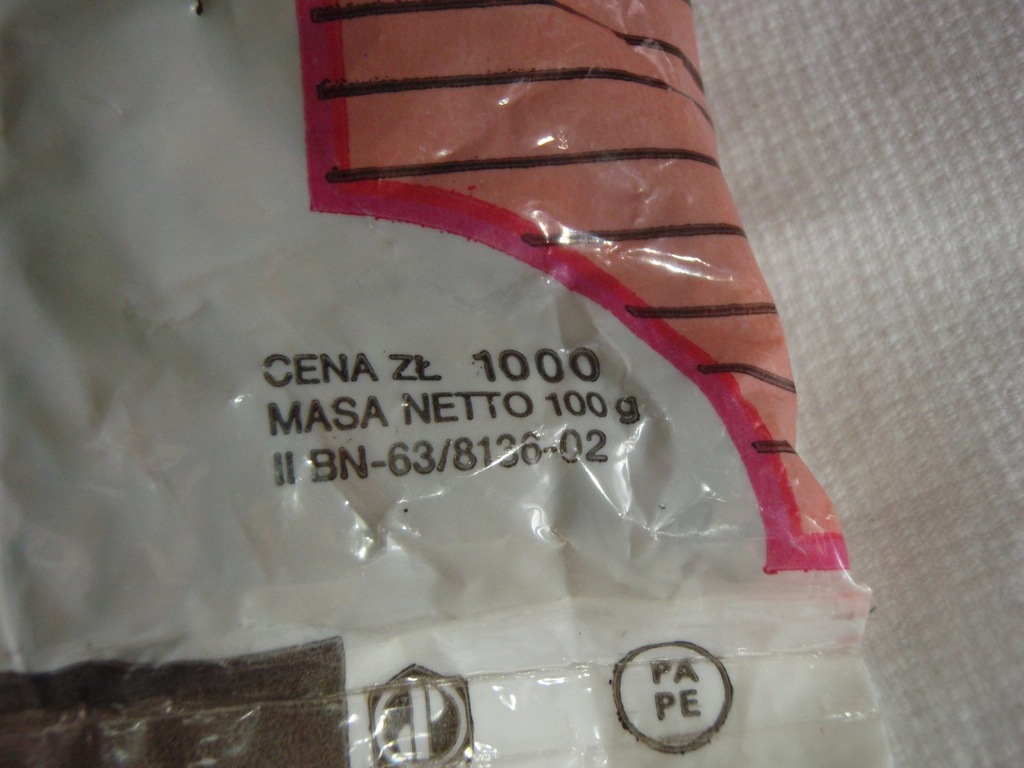 CENA ZŁ 1000
MASA NETTO 100 g
II BN-63/8136-02
PA
PE